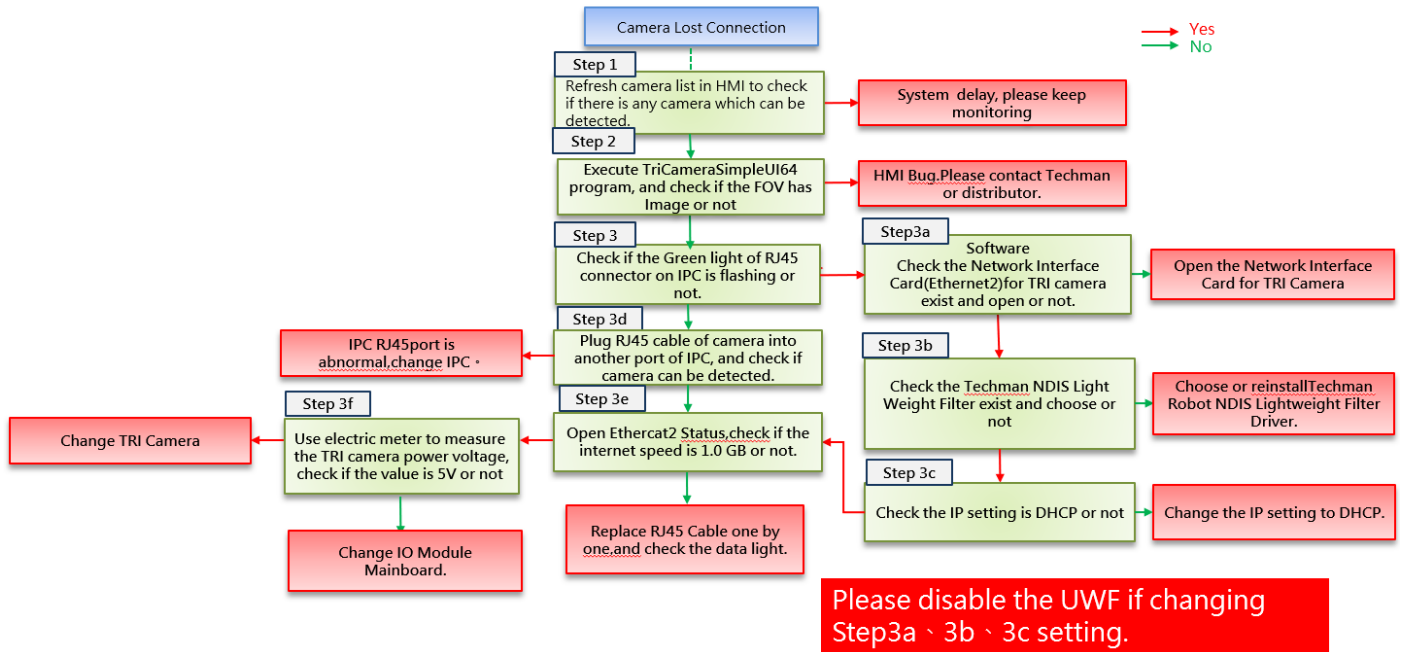 Camera Lost Connection
Yes
No
Step 1
Refresh camera list in HMI to check
if there is any camera which can be
detected.
System  delay, please keep
monitoring
Step 2
Execute TriCameraSimpleUI64
program, and check if the FOV has
Image or not
HMI Bug.Please contact Techman
or distributor.
Step 3
Check if the Green light of RJ45
connector on IPC is flashing or
not.
Step3a
Software
Check the Network Interface
Card(Ethernet2)for TRI camera
exist and open or not.
Open the Network Interface
Card for TRI Camera
Step 3d
Plug RJ45 cable of camera into
another port of IPC, and check if
camera can be detected.
IPC RJ45port is
abnormal,change IPC。
Step 3b
Check the Techman NDIS Light
Weight Filter exist and choose or
not
Choose or reinstallTechman
Robot NDIS Lightweight Filter
Driver.
Step 3e
Open Ethercat2 Status,check if the
internet speed is 1.0 GB or not.
Step 3f
Use electric meter to measure
the TRI camera power voltage,
check if the value is 5V or not
Change TRI Camera
Step 3c
Check the IP setting is DHCP or not
Change the IP setting to DHCP.
Replace RJ45 Cable one by
one,and check the data light.
Change IO Module
Mainboard.
Please disable the UWF if changing
Step3a、3b、3c setting.